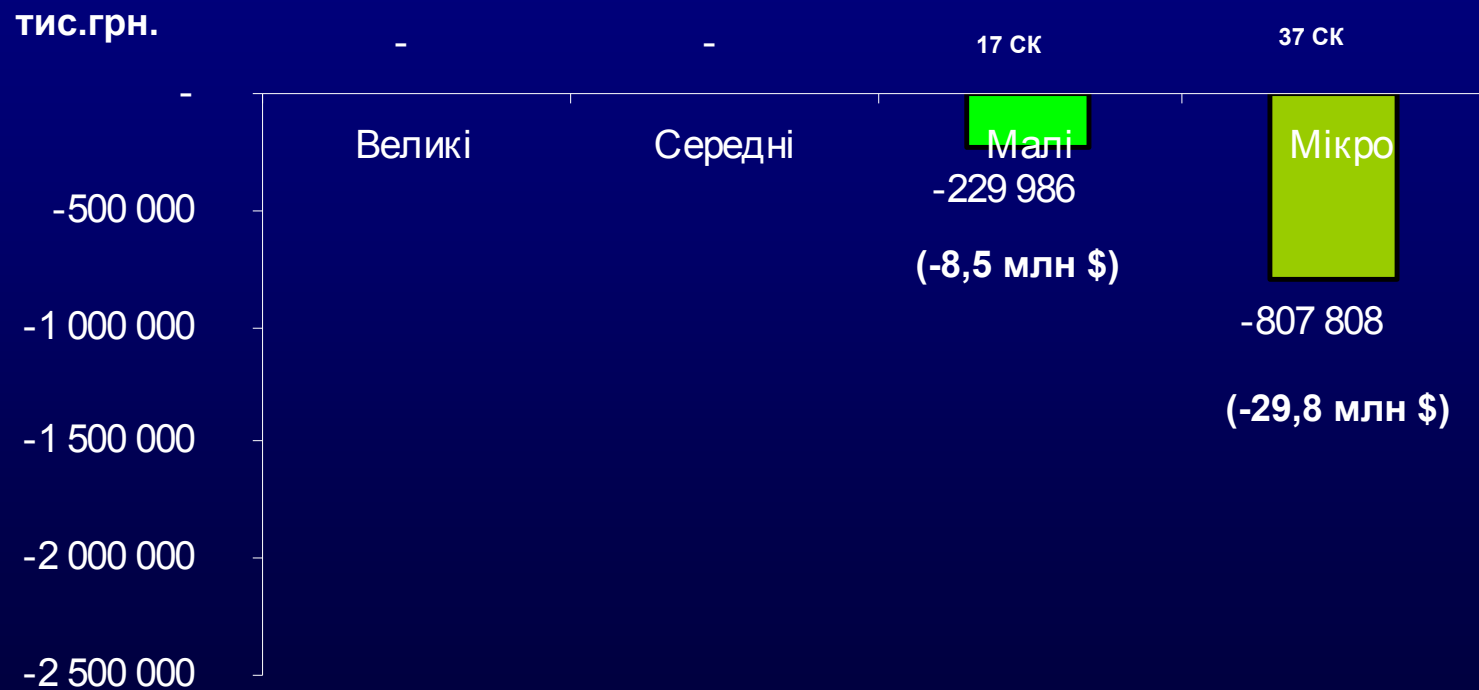 тис.грн.
- - 17 СК 37 СК
-
Великі Середні Малі Мікро
-229 986
-500 000
(-8,5 млн $)
-1 000 000
-807 808
(-29,8 млн $)
-1 500 000
-2 000 000
-2 500 000